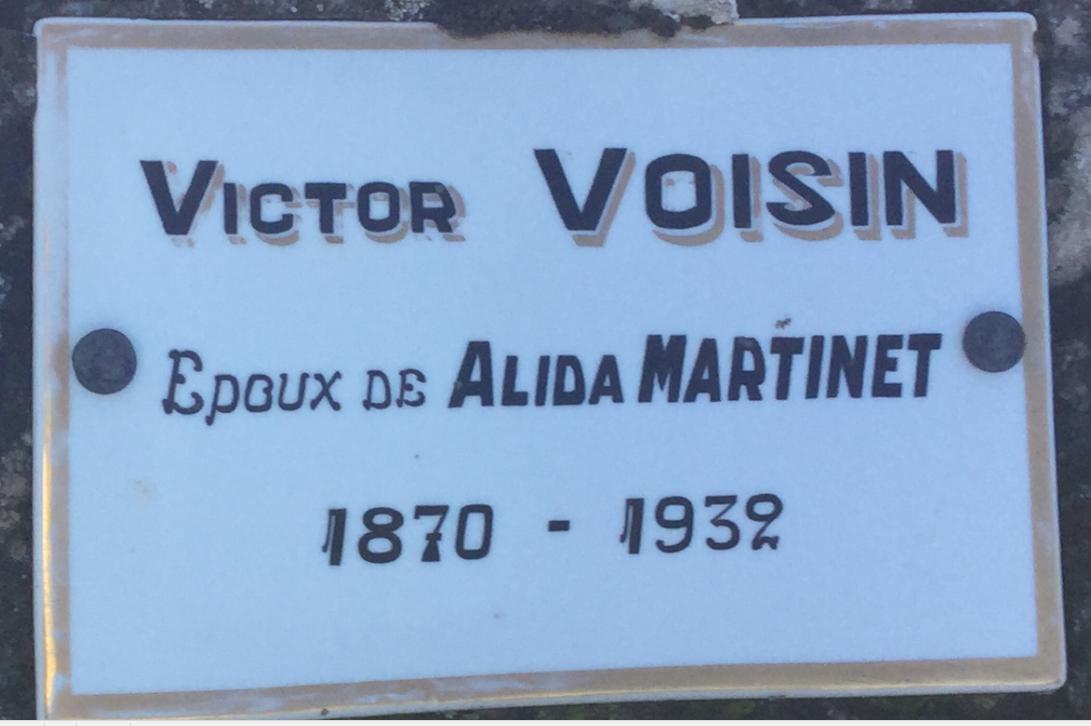 VICTOR VOISIN
Epoux DE ALIDA MARTINET
1870 - 1932